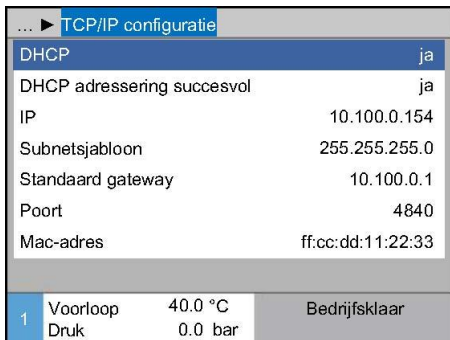 ... ► TCP/IP configuratie
DHCP ja
DHCP adressering succesvol ja
IP 10.100.0.154
Subnetsjabloon 255.255.255.0
Standaard gateway 10.100.0.1
Poort 4840
Mac-adres ff:cc:dd:11:22:33
1 Voorloop 40.0 °C Bedrijfsklaar
Druk 0.0 bar